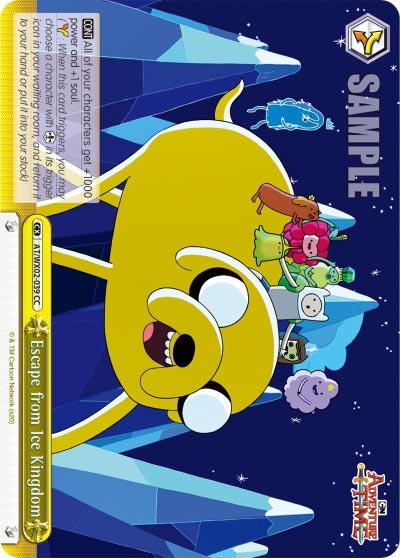 SAMPLE
CN
ADVENTURE
TIME
[CONT] All of your characters get +1000
power and +1 soul.
( : When this card triggers, you may
choose a character with in its trigger
icon in your waiting room, and return it
to your hand or put it into your stock)
CX AT/WX02-039 CC Escape from Ice Kingdom
© & TM Cartoon Network (s20)